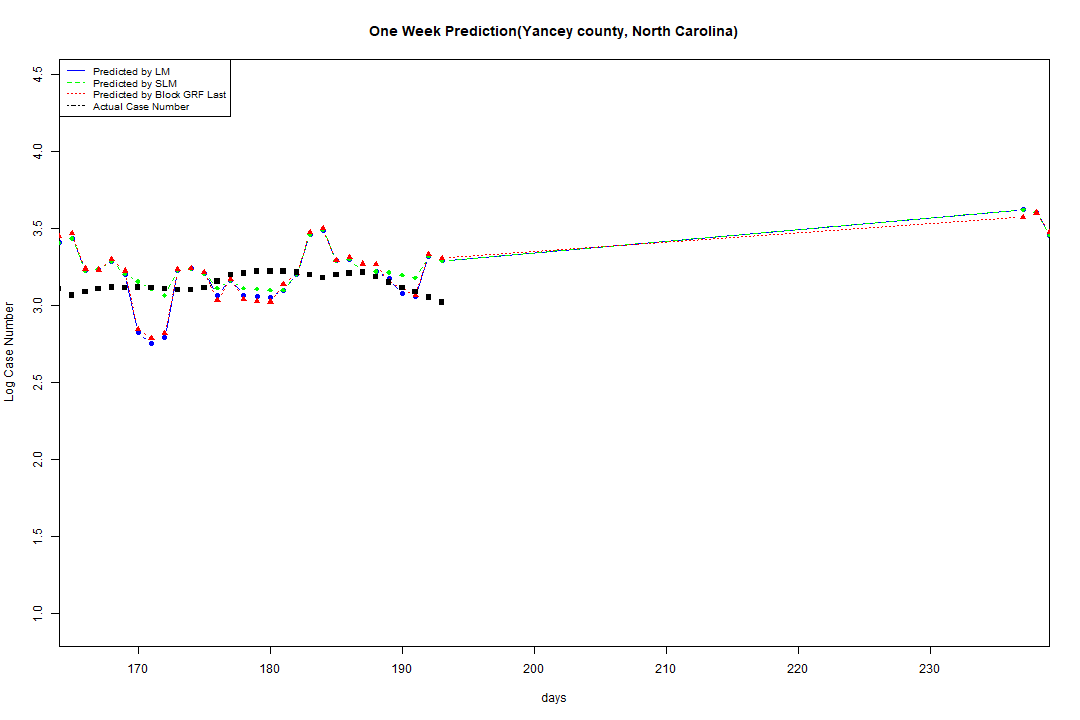 One Week Prediction(Yancey county, North Carolina)
Predicted by LM
Predicted by SLM
Predicted by Block GRF Last
Actual Case Number
4.5
4.0
3.5
3.0
2.5
2.0
1.5
1.0
Log Case Number
170 180 190 200 210 220 230
days